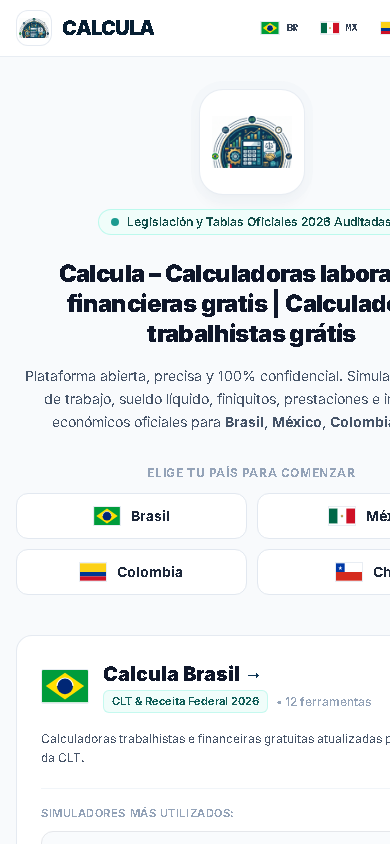 CALCULA BR MX
Legislación y Tablas Oficiales 2026 Auditadas
Calcula – Calculadoras labora
financieras gratis | Calculad
trabalhistas grátis
Plataforma abierta, precisa y 100% confidencial. Simula
de trabajo, sueldo líquido, finiquitos, prestaciones e i
económicos oficiales para Brasil, México, Colombia
ELIGE TU PAÍS PARA COMENZAR
Brasil Méx
Colombia Ch
Calcula Brasil →
CLT & Receita Federal 2026 • 12 ferramentas
Calculadoras trabalhistas e financeiras gratuitas atualizadas p
da CLT.
SIMULADORES MÁS UTILIZADOS: